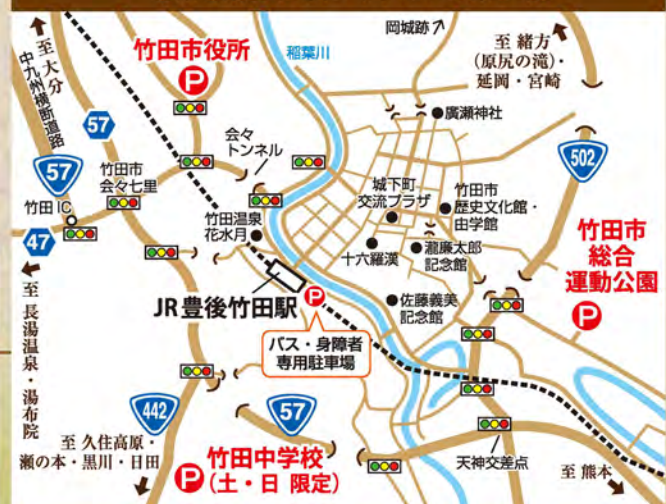 至 大分
中九州横断道路
竹田市役所
P
稲葉川
岡城跡
至 緒方
(原尻の滝)・
延岡・宮崎
57
廣瀬神社
会々
トンネル
502
57
竹田市
会々七里
竹田IC
47
城下町
交流プラザ
竹田市
歴史文化館・
由学館
竹田温泉
花水月
十六羅漢
瀧廉太郎
記念館
竹田市
総合
運動公園
P
至 長湯温泉・湯布院
JR豊後竹田駅
P
佐藤義美
記念館
バス・身障者
専用駐車場
442
57
至 久住高原・
瀬の本・黒川・日田
竹田中学校
P(土・日 限定)
天神交差点
至 熊本